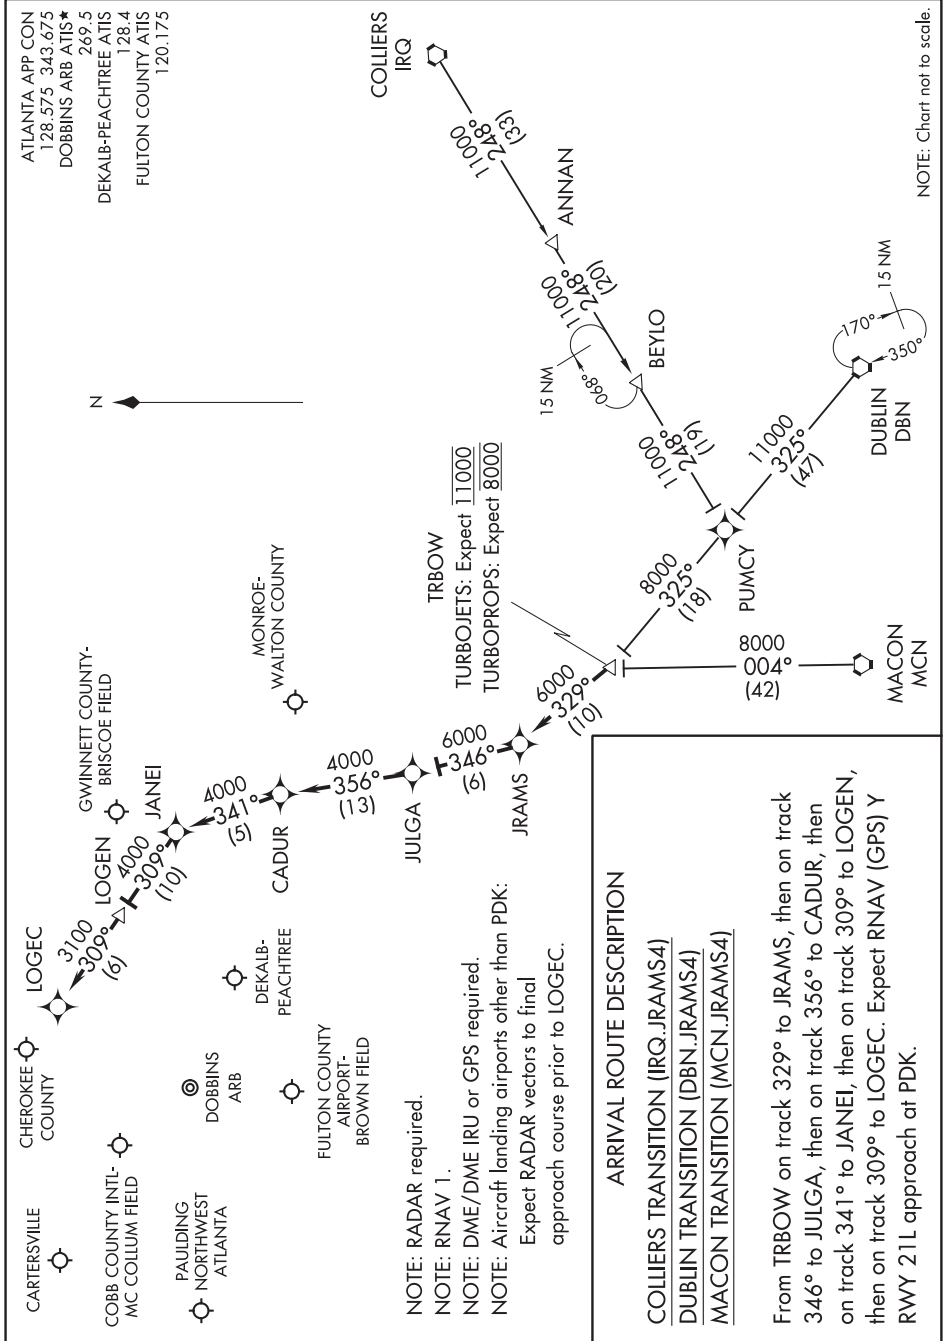 ATLANTA APP CON
128.575 343.675
DOBBINS ARB ATIS★
269.5
DEKALB-PEACHTREE ATIS
128.4
FULTON COUNTY ATIS
120.175
N
COLLIERS
IRQ
11000
248°
(33)
ANNAN
11000
248°
(20)
15 NM
068°
BEYLO
11000
248°
(19)
15 NM
170°
350°
DUBLIN
DBN
11000
325°
(47)
PUMCY
8000
325°
(18)
MACON
MCN
8000
004°
(42)
TRBOW
TURBOJETS: Expect 11000
TURBOPROPS: Expect 8000
6000
329°
(10)
JRAMS
6000
346°
(6)
JULGA
4000
356°
(13)
CADUR
4000
341°
(5)
JANEI
4000
309°
(10)
LOGEN
3100
309°
(6)
LOGEC
MONROE-
WALTON COUNTY
GWINNETT COUNTY-
BRISCOE FIELD
DEKALB-
PEACHTREE
CHEROKEE
COUNTY
DOBBINS
ARB
FULTON COUNTY
AIRPORT-
BROWN FIELD
CARTERSVILLE
COBB COUNTY INTL-
MC COLLUM FIELD
PAULDING
NORTHWEST
ATLANTA
NOTE: RADAR required.
NOTE: RNAV 1.
NOTE: DME/DME IRU or GPS required.
NOTE: Aircraft landing airports other than PDK:
Expect RADAR vectors to final
approach course prior to LOGEC.
ARRIVAL ROUTE DESCRIPTION
COLLIERS TRANSITION (IRQ.JRAMS4)
DUBLIN TRANSITION (DBN.JRAMS4)
MACON TRANSITION (MCN.JRAMS4)
From TRBOW on track 329° to JRAMS, then on track
346° to JULGA, then on track 356° to CADUR, then
on track 341° to JANEI, then on track 309° to LOGEN,
then on track 309° to LOGEC. Expect RNAV (GPS) Y
RWY 21L approach at PDK.
NOTE: Chart not to scale.